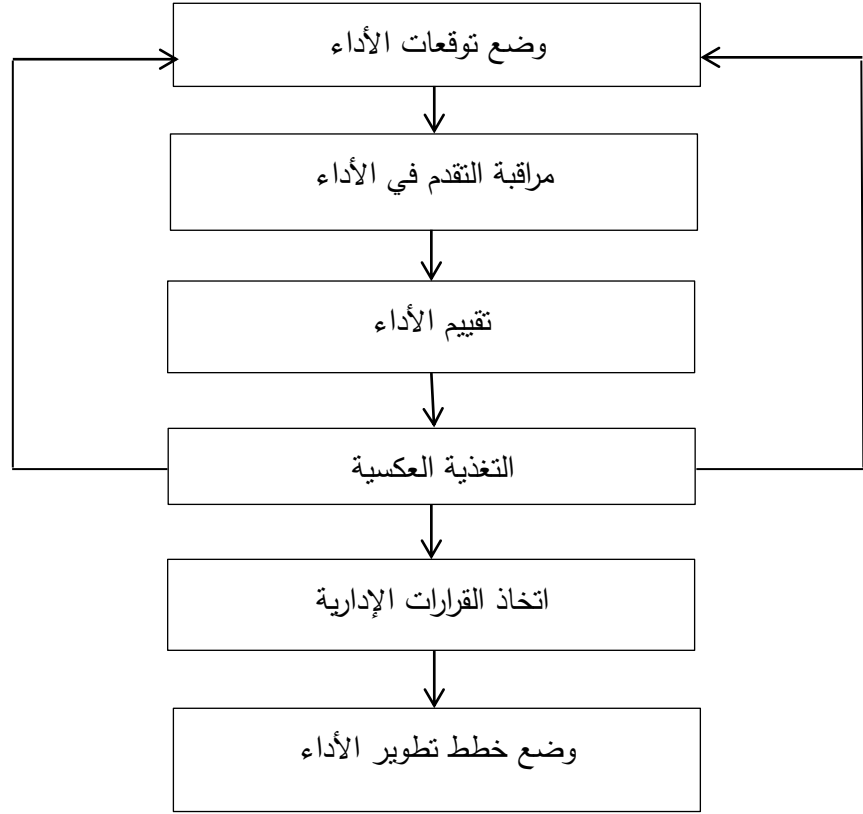 وضع توقعات الأداء
مراقبة التقدم في الأداء
تقييم الأداء
التغذية العكسية
اتخاذ القرارات الإدارية
وضع خطط تطوير الأداء